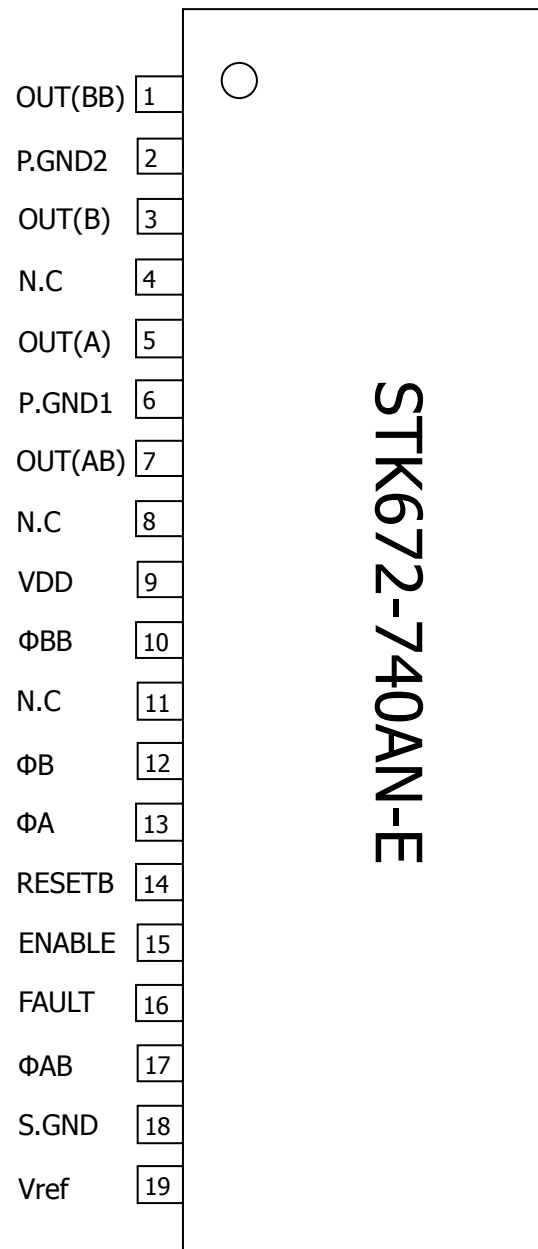 OUT(BB) 1
P.GND2 2
OUT(B) 3
N.C 4
OUT(A) 5
P.GND1 6
OUT(AB) 7
N.C 8
VDD 9
ΦBB 10
N.C 11
ΦB 12
ΦA 13
RESETB 14
ENABLE 15
FAULT 16
ΦAB 17
S.GND 18
Vref 19
STK672-740AN-E